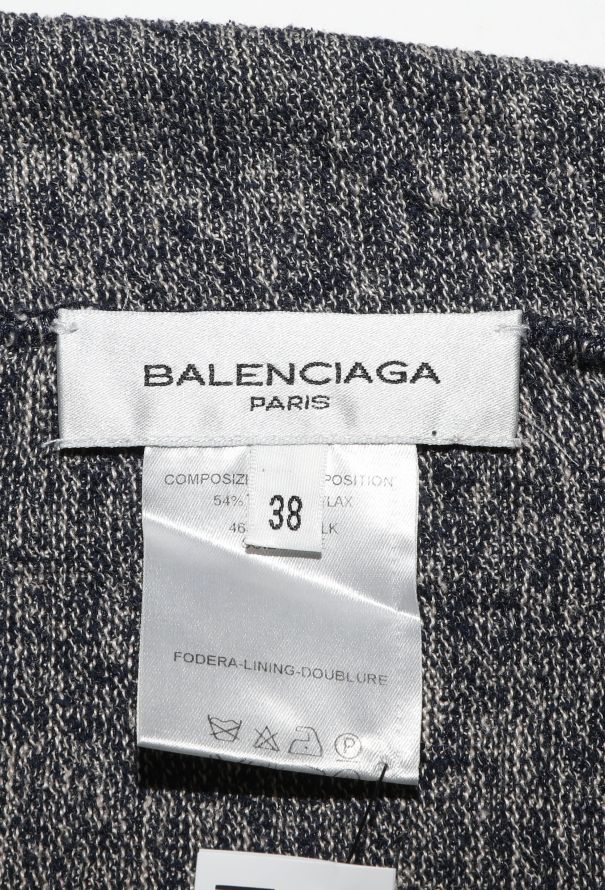 BALENCIAGA
PARIS
COMPOSIZ POSITION
54% LAX
38
46 LK
FODERA-LINING-DOUBLURE
P